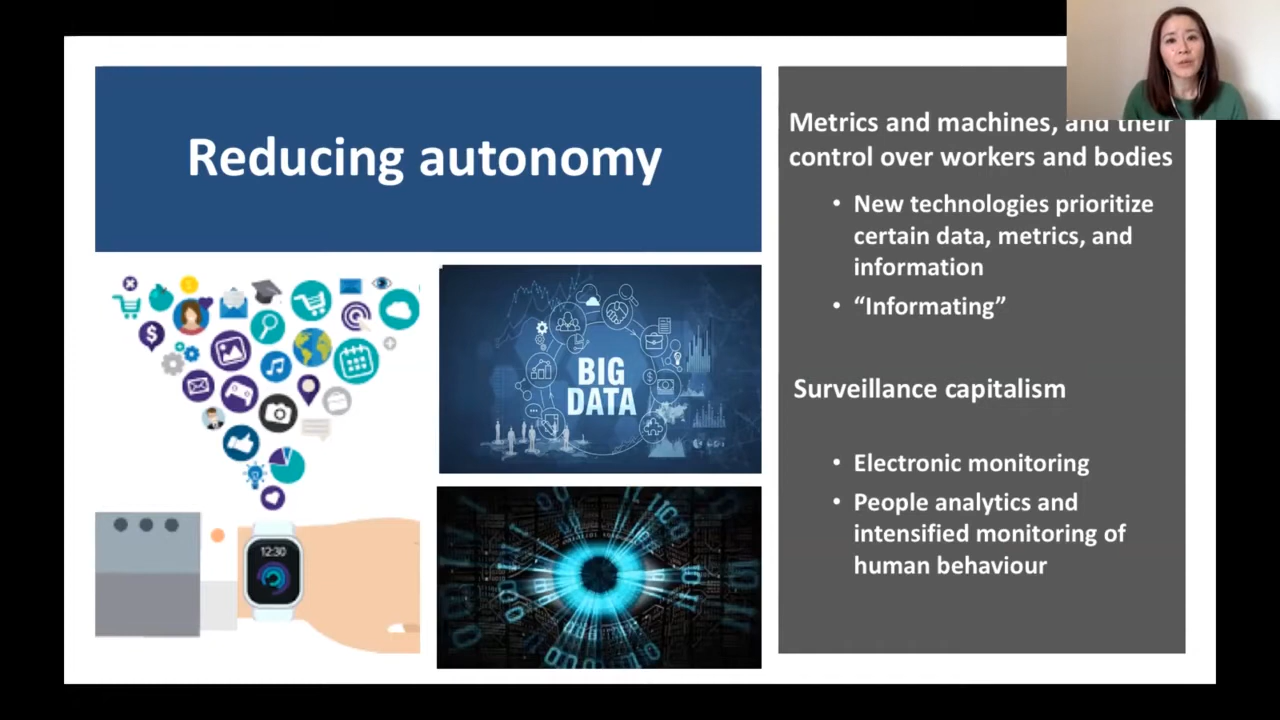 Reducing autonomy
Metrics and machines, and their
control over workers and bodies
• New technologies prioritize
certain data, metrics, and
information
• “Informating”
Surveillance capitalism
• Electronic monitoring
• People analytics and
intensified monitoring of
human behaviour
BIG
DATA
12:30